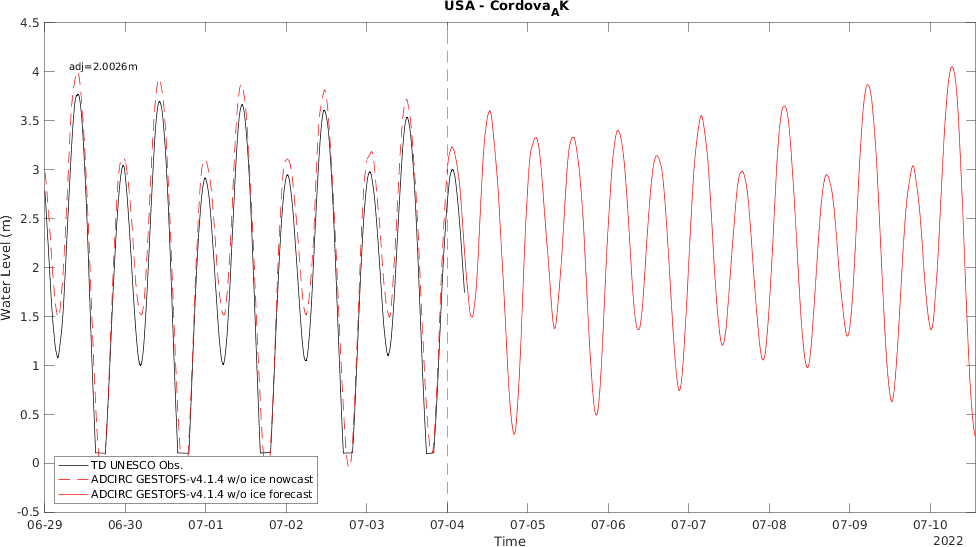 USA - CordovaAK
4.5
4
3.5
3
2.5
2
1.5
1
0.5
0
-0.5
Water Level (m)
adj=2.0026m
TD UNESCO Obs.
ADCIRC GESTOFS-v4.1.4 w/o ice nowcast
ADCIRC GESTOFS-v4.1.4 w/o ice forecast
06-29 06-30 07-01 07-02 07-03 07-04 07-05 07-06 07-07 07-08 07-09 07-10
Time
2022